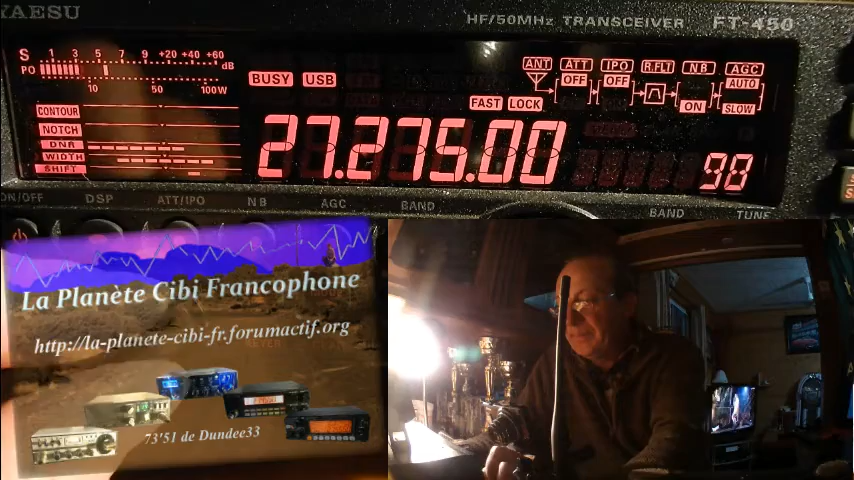 YAESU
HF/50MHz TRANSCEIVER FT-450
S 1 3 5 7 9 +20 +40 +60 dB
PO
10 50 100W
BUSY USB
ANT ATT IPO R.FLT NB AGC
OFF OFF AUTO
ON SLOW
FAST LOCK
CONTOUR
NOTCH
DNR
WIDTH
SHIFT
27.275.00
98
ON/OFF DSP ATT/IPO NB AGC BAND BAND TUNE
La Planète Cibi Francophone
http://la-planete-cibi-fr.forumactif.org
73'51 de Dundee33